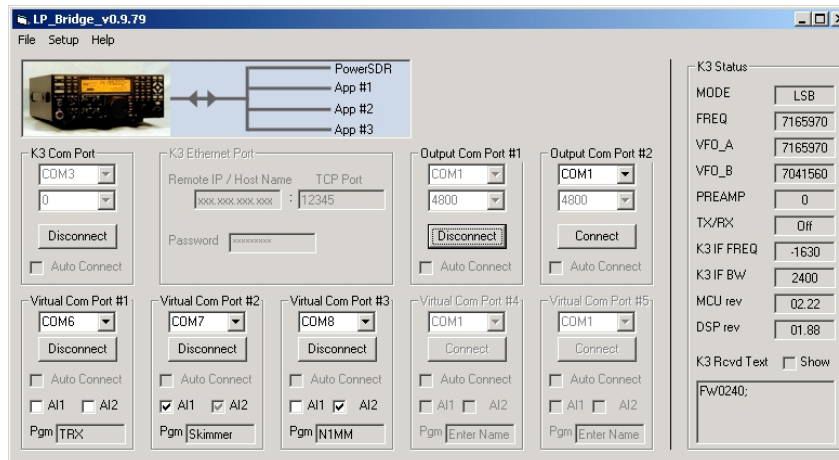 LP_Bridge_v0.9.79
File Setup Help
PowerSDR
App #1
App #2
App #3
K3 Com Port
COM3
0
Disconnect
Auto Connect
K3 Ethernet Port
Remote IP / Host Name TCP Port
xxx.xxx.xxx.xxx : 12345
Password xxxxxxxxx
Output Com Port #1
COM1
4800
Disconnect
Auto Connect
Output Com Port #2
COM1
4800
Connect
Auto Connect
Virtual Com Port #1
COM6
Disconnect
Auto Connect
AI1 AI2
Pgm TRX
Virtual Com Port #2
COM7
Disconnect
Auto Connect
AI1 AI2
Pgm Skimmer
Virtual Com Port #3
COM8
Disconnect
Auto Connect
AI1 AI2
Pgm N1MM
Virtual Com Port #4
COM1
Connect
Auto Connect
AI1 AI2
Pgm Enter Name
Virtual Com Port #5
COM1
Connect
Auto Connect
AI1 AI2
Pgm Enter Name
K3 Status
MODE LSB
FREQ 7165970
VFO_A 7165970
VFO_B 7041560
PREAMP 0
TX/RX Off
K3 IF FREQ -1630
K3 IF BW 2400
MCU rev 02.22
DSP rev 01.88
K3 Rcvd Text Show
FW0240;